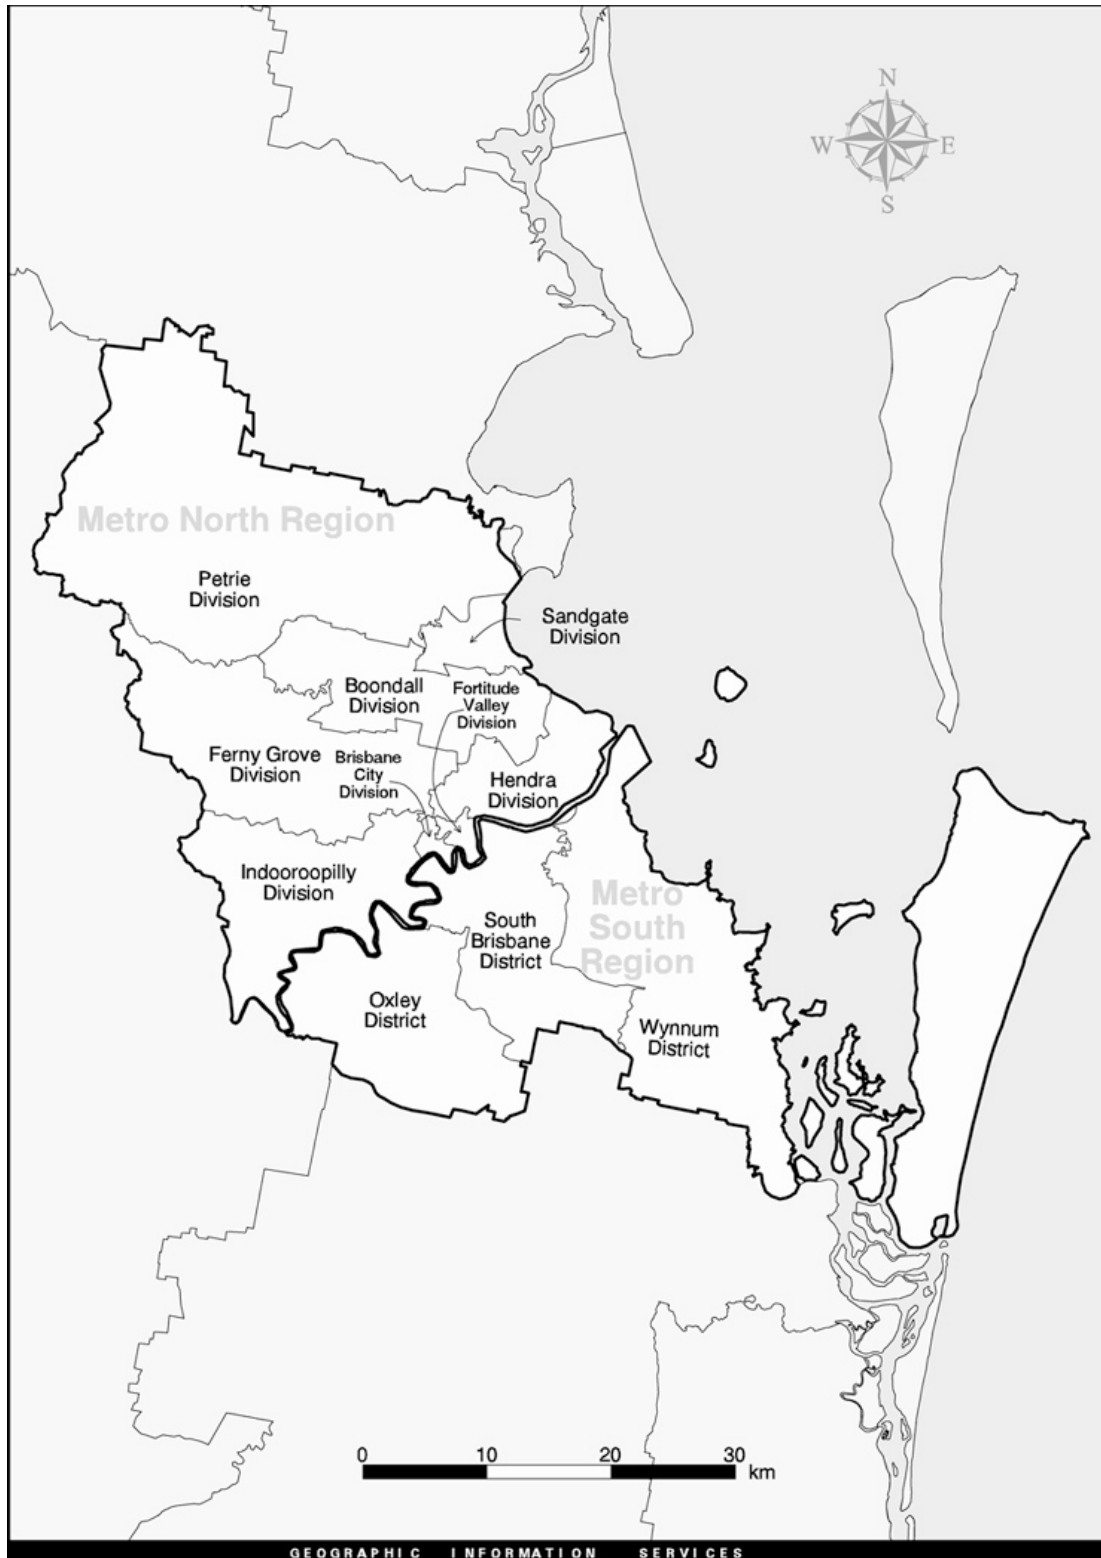 N
W
E
S
Metro North Region
Petrie
Division
Sandgate
Division
Boondall
Division
Fortitude
Valley
Division
Ferny Grove
Division
Brisbane
City
Division
Hendra
Division
Indooroopilly
Division
Metro
South
Region
South
Brisbane
District
Oxley
District
Wynnum
District
0 10 20 30
km
GEOGRAPHIC INFORMATION SERVICES